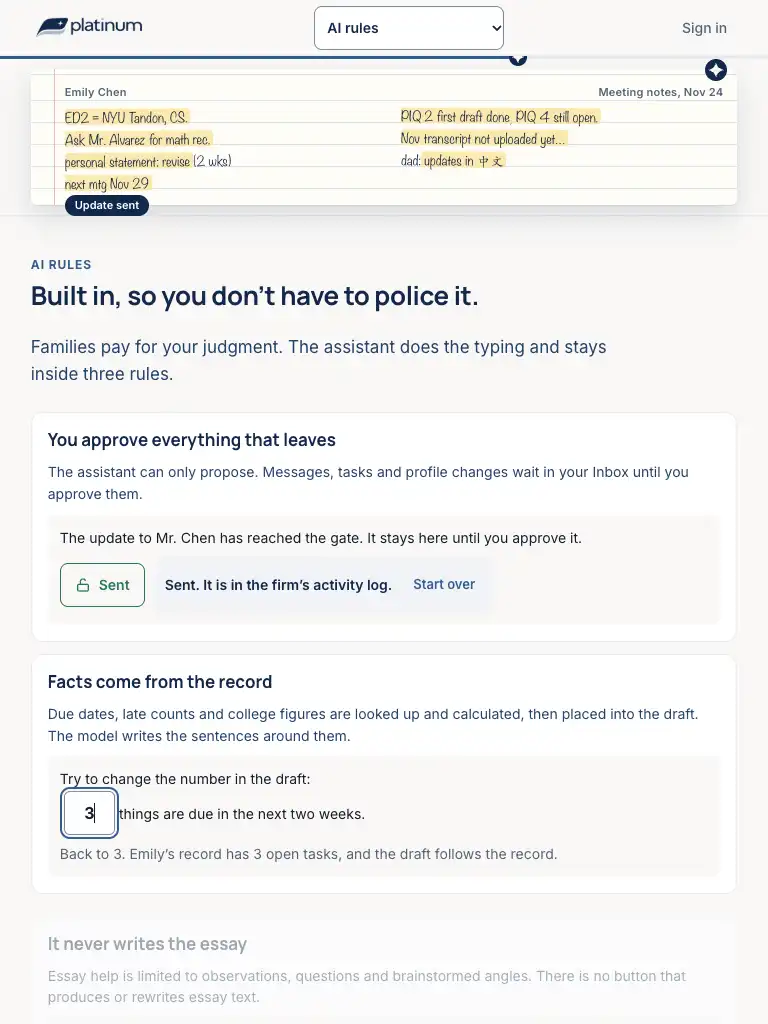 platinum
AI rules
Sign in
Emily Chen
Meeting notes, Nov 24
ED2 = NYU Tandon, CS.
Ask Mr. Alvarez for math rec.
personal statement: revise (2 wks)
next mtg Nov 29
PIQ 2 first draft done, PIQ 4 still open.
Nov transcript not uploaded yet...
dad: updates in 中文
Update sent
AI RULES
Built in, so you don’t have to police it.
Families pay for your judgment. The assistant does the typing and stays
inside three rules.
You approve everything that leaves
The assistant can only propose. Messages, tasks and profile changes wait in your Inbox until you
approve them.
The update to Mr. Chen has reached the gate. It stays here until you approve it.
Sent
Sent. It is in the firm’s activity log.
Start over
Facts come from the record
Due dates, late counts and college figures are looked up and calculated, then placed into the draft.
The model writes the sentences around them.
Try to change the number in the draft:
3 things are due in the next two weeks.
Back to 3. Emily’s record has 3 open tasks, and the draft follows the record.
It never writes the essay
Essay help is limited to observations, questions and brainstormed angles. There is no button that
produces or rewrites essay text.